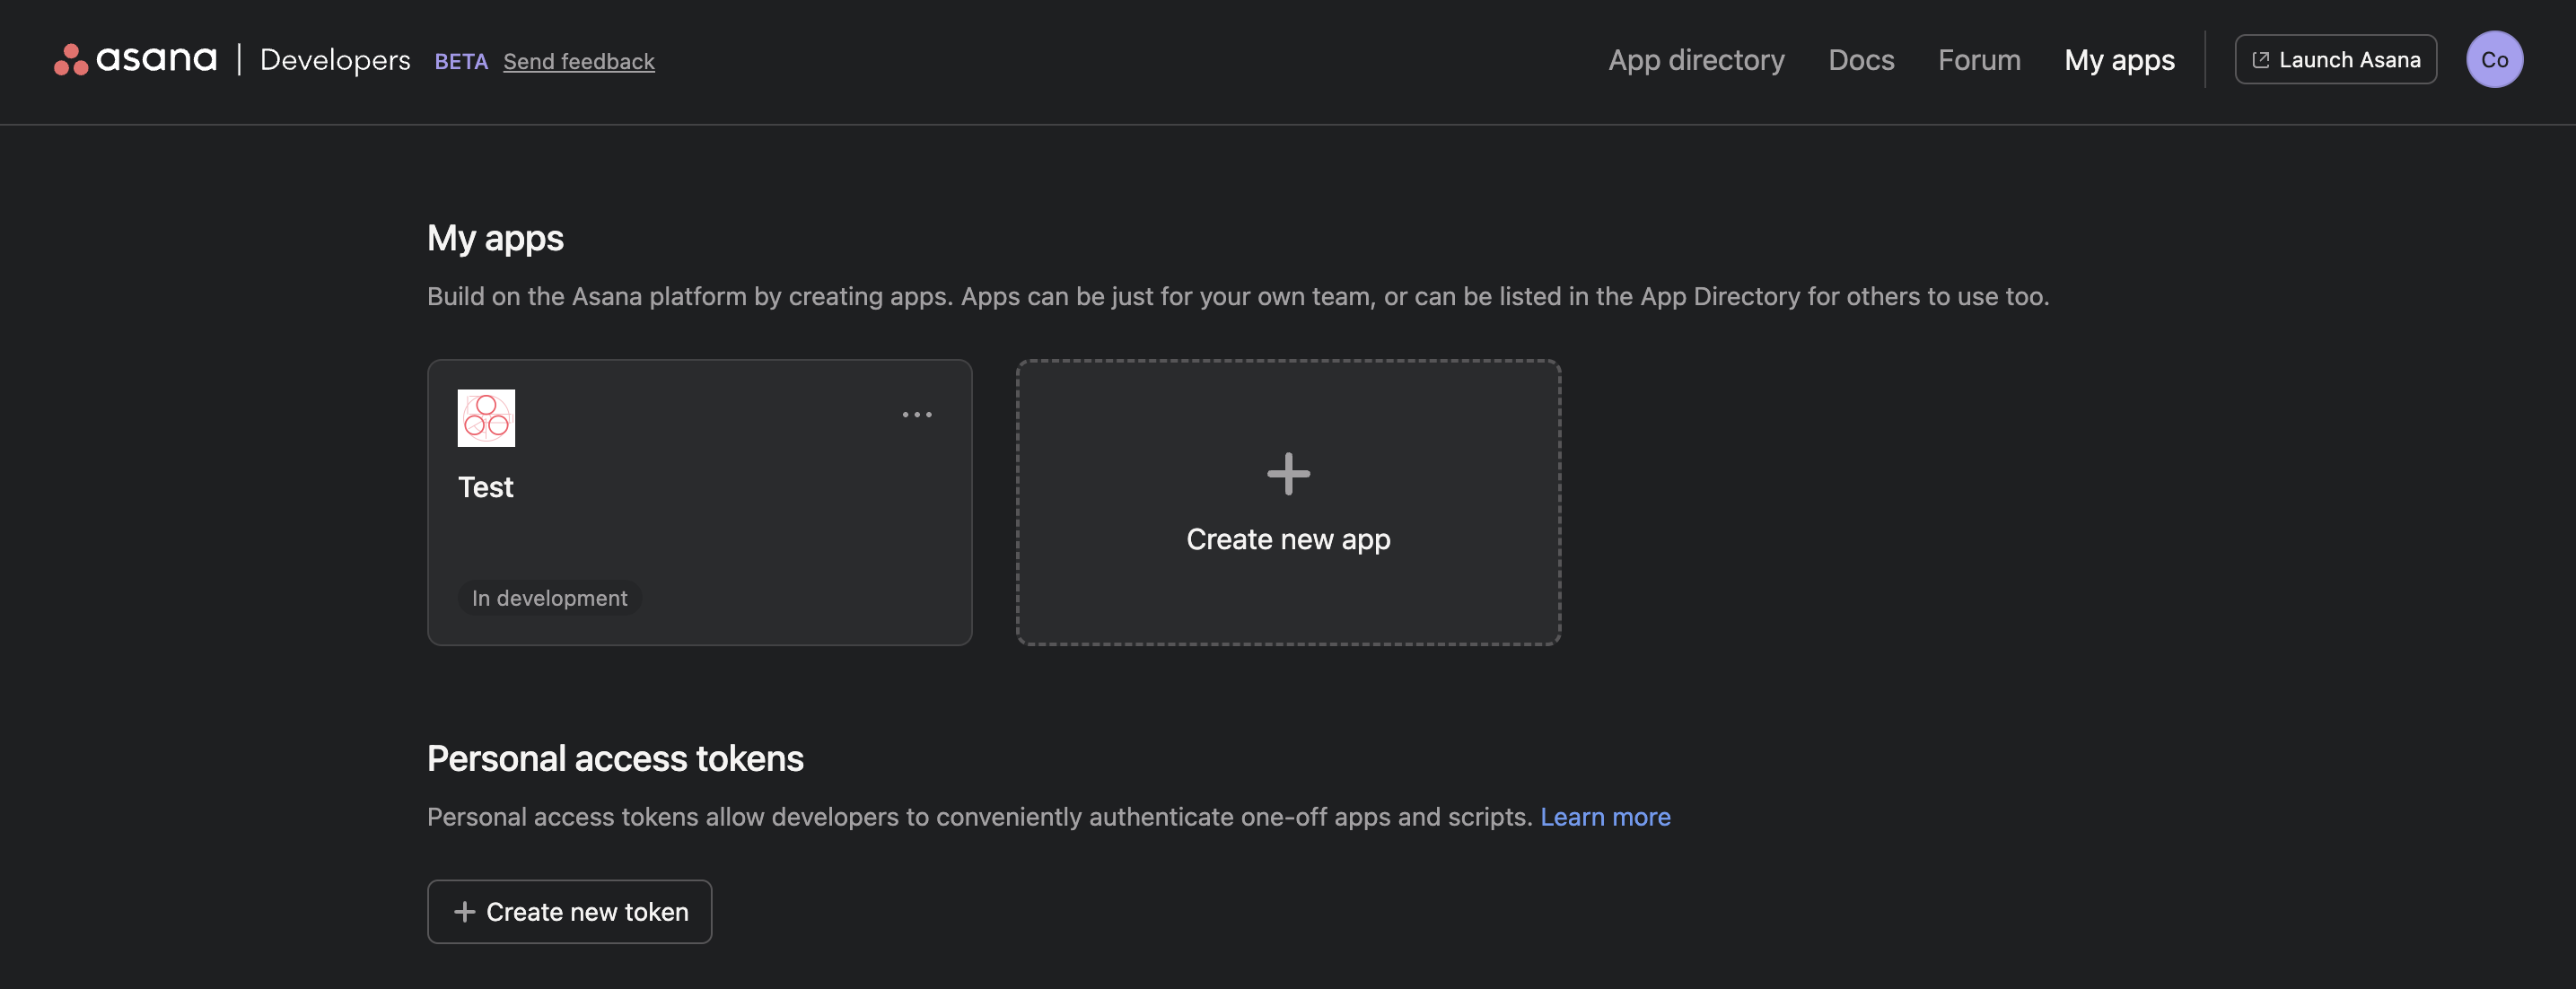 asana | Developers BETA Send feedback App directory Docs Forum My apps Launch Asana Co
My apps
Build on the Asana platform by creating apps. Apps can be just for your own team, or can be listed in the App Directory for others to use too.
Test
In development
Create new app
Personal access tokens
Personal access tokens allow developers to conveniently authenticate one-off apps and scripts. Learn more
+ Create new token